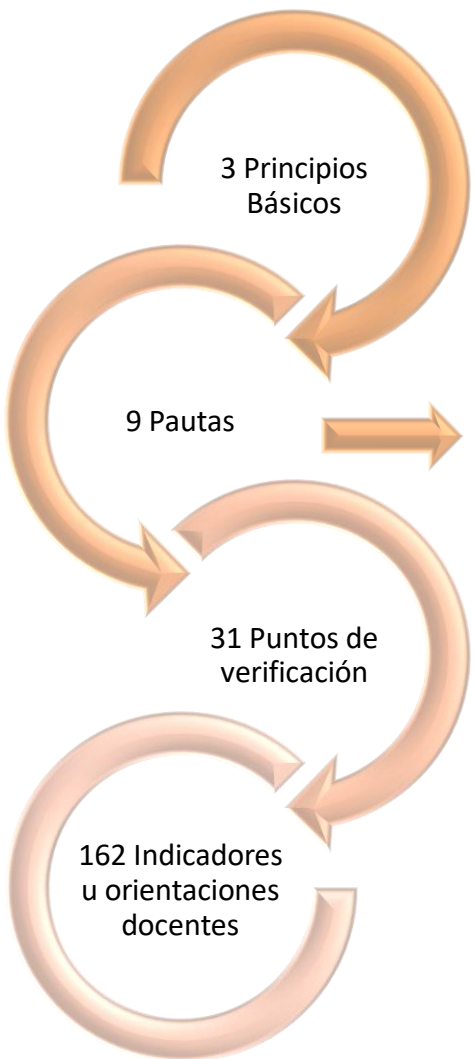 3 Principios
Básicos
9 Pautas
31 Puntos de
verificación
162 Indicadores
u orientaciones
docentes